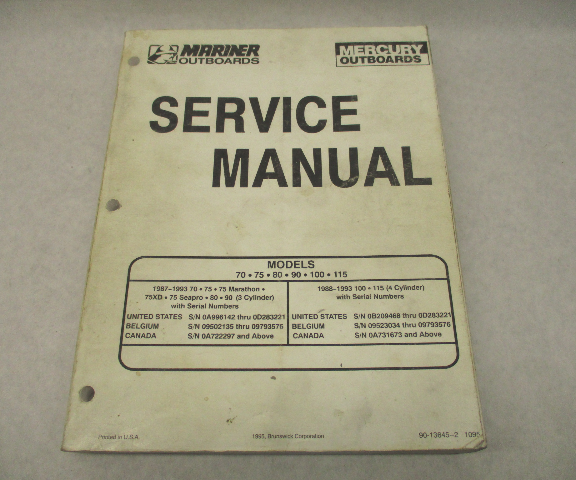 MARINER
OUTBOARDS
MERCURY
OUTBOARDS
SERVICE
MANUAL
MODELS
70 • 75 • 80 • 90 • 100 • 115
1987–1993 70 • 75 • 75 Marathon •
75XD • 75 Seapro • 80 • 90 (3 Cylinder)
with Serial Numbers
UNITED STATES S/N 0A996142 thru 0D283221
BELGIUM S/N 09502135 thru 09793576
CANADA S/N 0A722297 and Above
1988–1993 100 • 115 (4 Cylinder)
with Serial Numbers
UNITED STATES S/N 0B209468 thru 0D283221
BELGIUM S/N 09523034 thru 09793576
CANADA S/N 0A731673 and Above
Printed in U.S.A.
1995, Brunswick Corporation
90-13645–2 1095